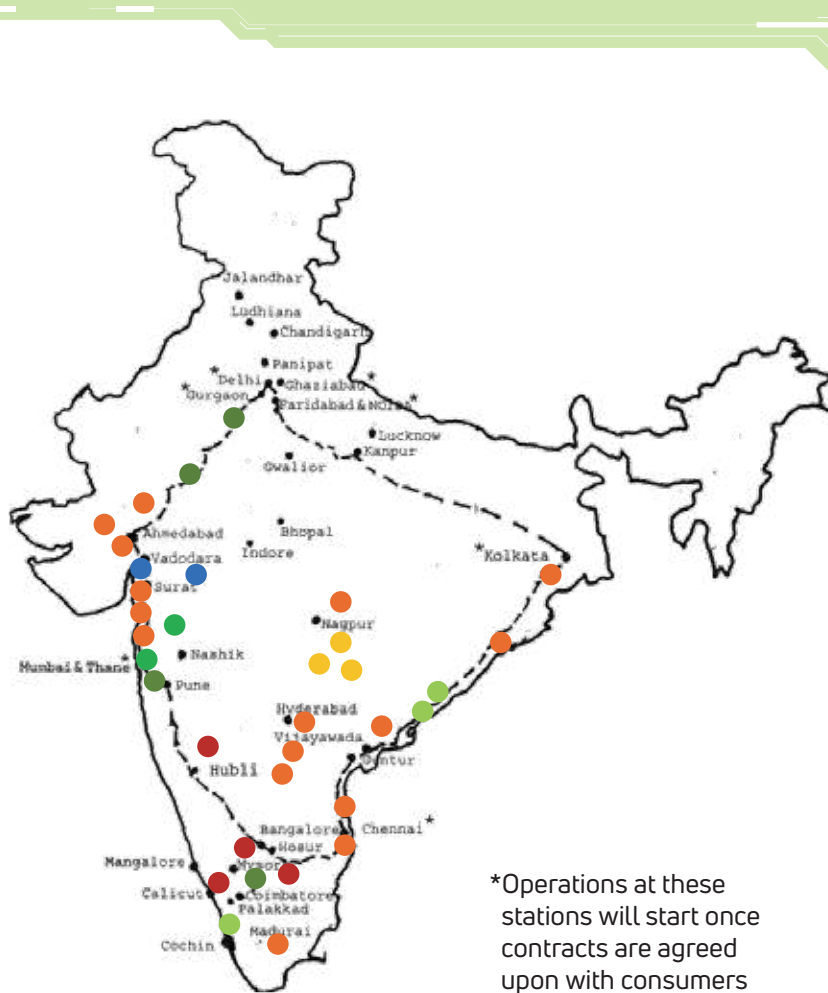 Jalandhar
Ludhiana
Chandigarh
Panipat
*Delhi
Ghaziabad*
*Gurgaon
Faridabad & NOIDA*
Lucknow
Kanpur
Gwalior
Ahmedabad
Bhopal
Indore
*Kolkata
Vadodara
Surat
Nagpur
Nashik
Mumbai & Thane*
Pune
Hyderabad
Vijayawada
Guntur
Hubli
Bangalore
Chennai*
Hosur
Mangalore
Mysore
Calicut
Coimbatore
Palakkad
Madurai
Cochin
*Operations at these
stations will start once
contracts are agreed
upon with consumers